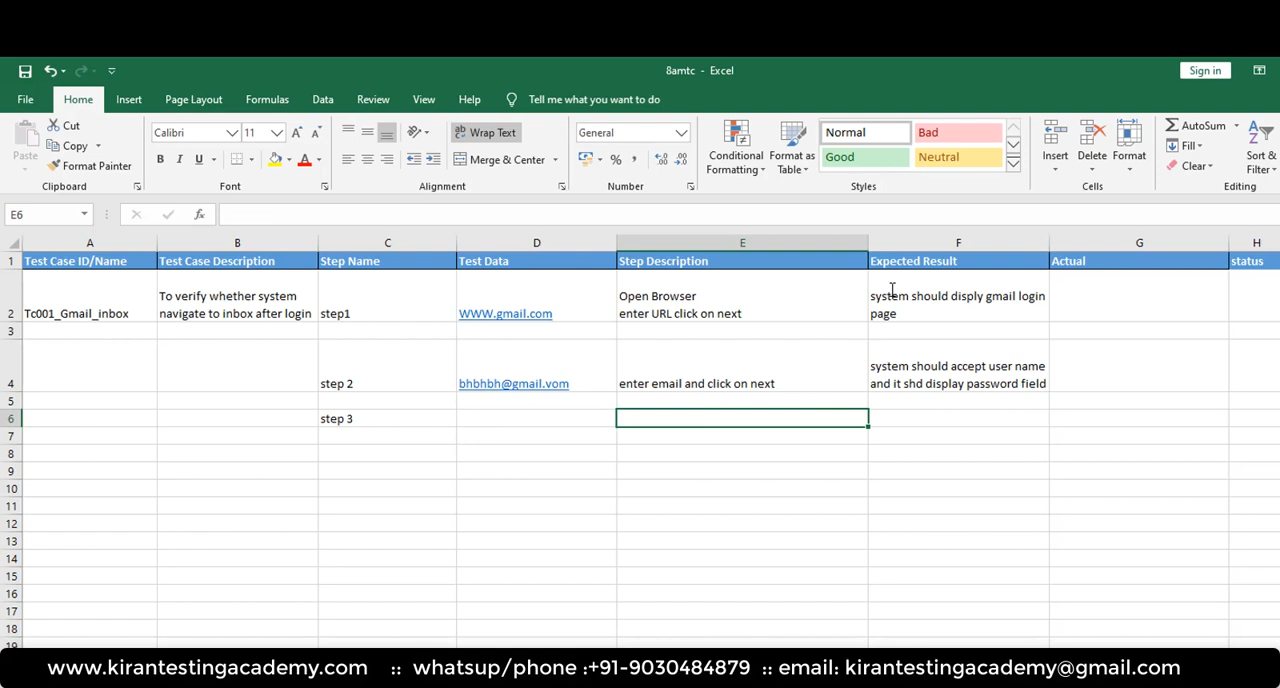 8amtc - Excel
Sign in
File Home Insert Page Layout Formulas Data Review View Help Tell me what you want to do
Paste
Cut
Copy
Format Painter
Clipboard
Calibri 11
B I U
Font
Wrap Text
Merge & Center
Alignment
General
Number
Conditional Formatting
Format as Table
Normal Bad
Good Neutral
Styles
Insert Delete Format
Cells
AutoSum
Fill
Clear
Sort &
Filter
Editing
E6
fx
A B C D E F G H
1 Test Case ID/Name Test Case Description Step Name Test Data Step Description Expected Result Actual status
To verify whether system Open Browser system should disply gmail login
2 Tc001_Gmail_inbox navigate to inbox after login step1 WWW.gmail.com enter URL click on next page
3
system should accept user name
4 step 2 bhbhbh@gmail.vom enter email and click on next and it shd display password field
5
6 step 3
7
8
9
10
11
12
13
14
15
16
17
18
19
www.kirantestingacademy.com :: whatsup/phone :+91-9030484879 :: email: kirantestingacademy@gmail.com